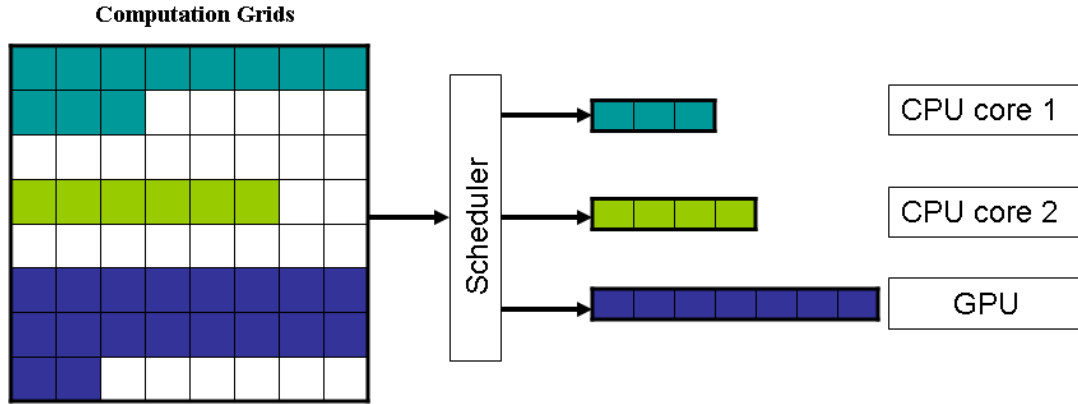 Computation Grids
Scheduler
CPU core 1
CPU core 2
GPU